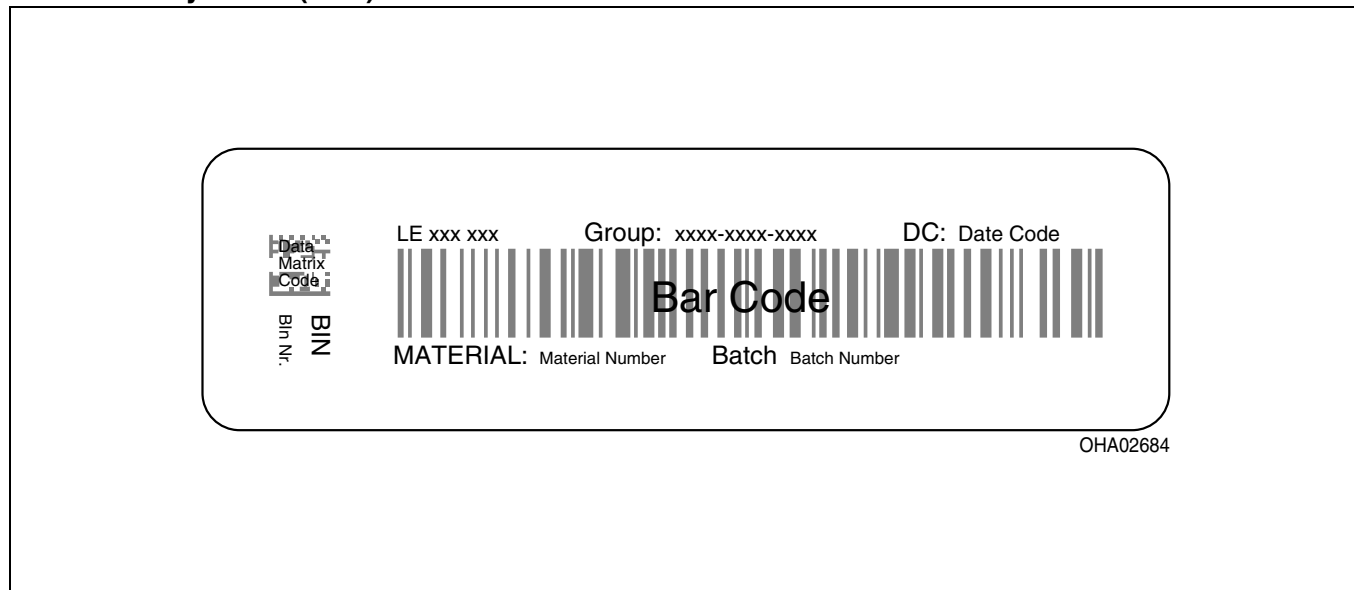 Data
Matrix
Code
BIN
BIn Nr.
LE xxx xxx Group: xxxx-xxxx-xxxx DC: Date Code
Bar Code
MATERIAL: Material Number Batch Batch Number
OHA02684